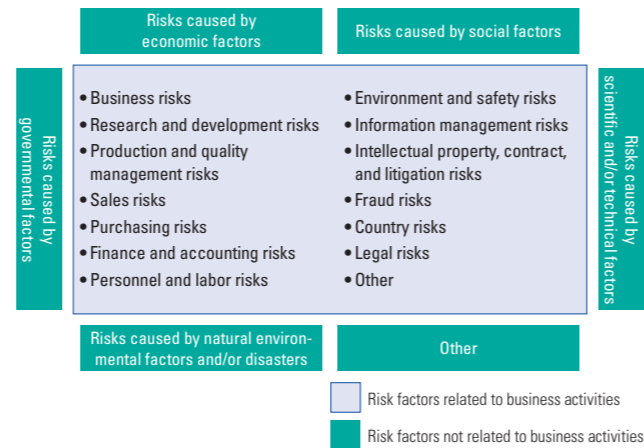 Risks caused by
economic factors
Risks caused by social factors
Risks caused by
governmental factors
• Business risks
• Research and development risks
• Production and quality
management risks
• Sales risks
• Purchasing risks
• Finance and accounting risks
• Personnel and labor risks
• Environment and safety risks
• Information management risks
• Intellectual property, contract,
and litigation risks
• Fraud risks
• Country risks
• Legal risks
• Other
Risks caused by
scientific and/or technical factors
Risks caused by natural environ-
mental factors and/or disasters
Other
Risk factors related to business activities
Risk factors not related to business activities